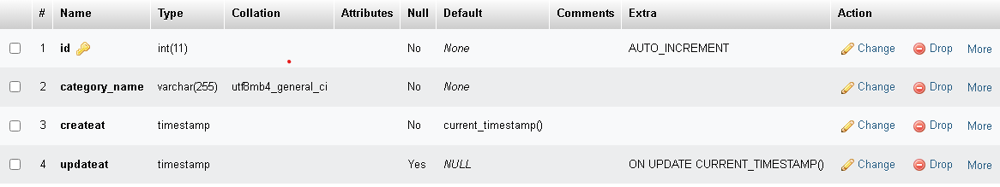 # Name Type Collation Attributes Null Default Comments Extra Action
1 id int(11) No None AUTO_INCREMENT Change Drop More
2 category_name varchar(255) utf8mb4_general_ci No None Change Drop More
3 createat timestamp No current_timestamp() Change Drop More
4 updateat timestamp Yes NULL ON UPDATE CURRENT_TIMESTAMP() Change Drop More